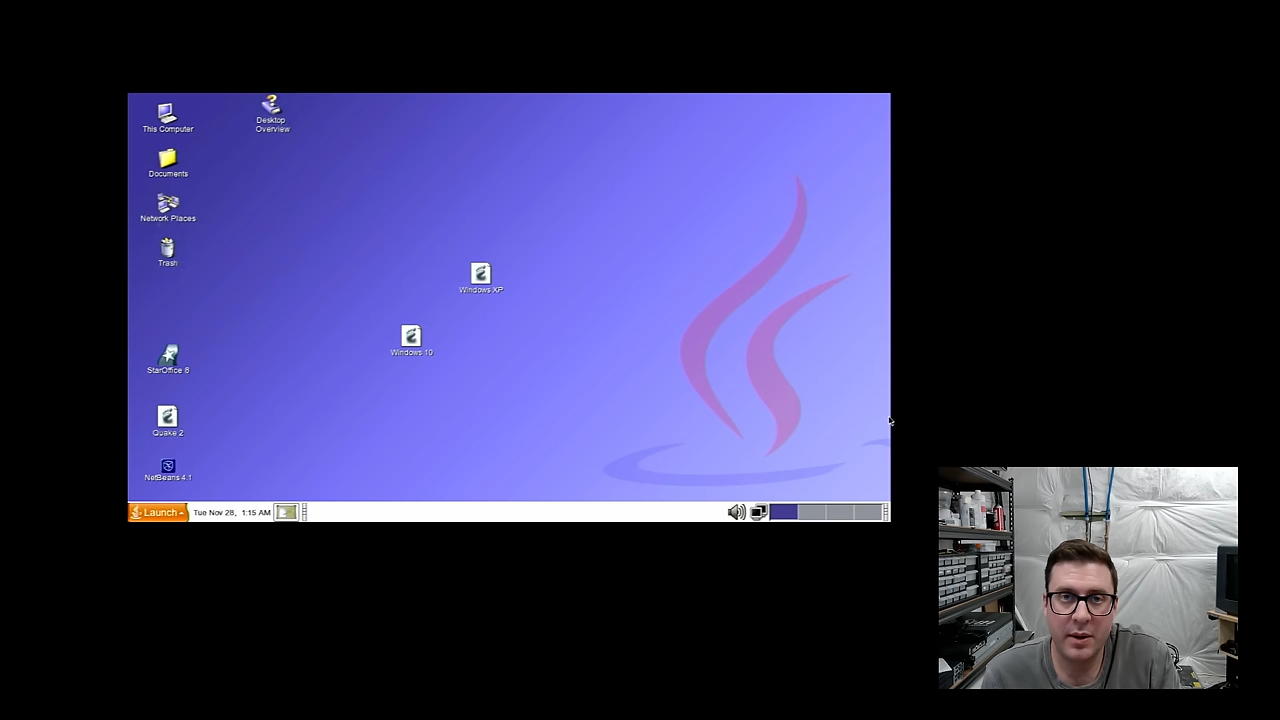 This Computer
Desktop
Overview
Documents
Network Places
Trash
Windows XP
Windows 10
StarOffice 8
Quake 2
NetBeans 4.1
Launch
Tue Nov 28, 1:15 AM